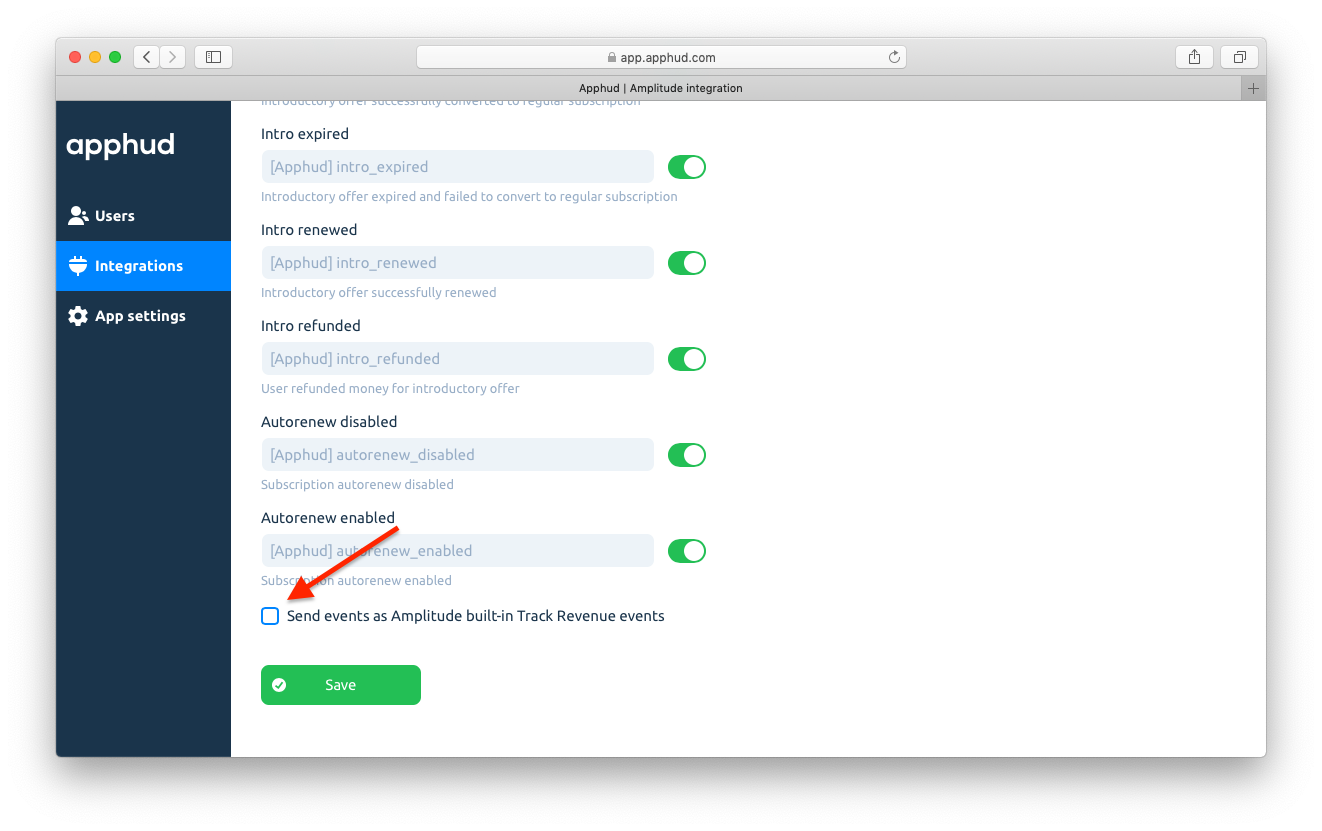 app.apphud.com
Apphud | Amplitude integration
apphud
Users
Integrations
App settings
Introductory offer successfully converted to regular subscription
Intro expired
[Apphud] intro_expired
Introductory offer expired and failed to convert to regular subscription
Intro renewed
[Apphud] intro_renewed
Introductory offer successfully renewed
Intro refunded
[Apphud] intro_refunded
User refunded money for introductory offer
Autorenew disabled
[Apphud] autorenew_disabled
Subscription autorenew disabled
Autorenew enabled
[Apphud] autorenew_enabled
Subscription autorenew enabled
Send events as Amplitude built-in Track Revenue events
Save